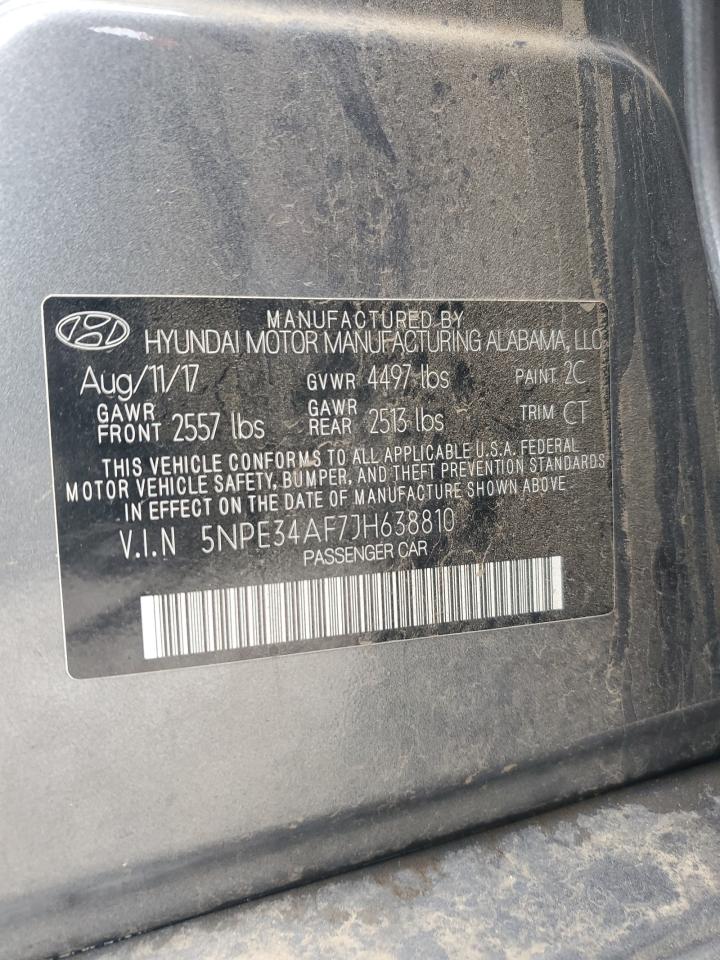 MANUFACTURED BY
HYUNDAI MOTOR MANUFACTURING ALABAMA, LLC
Aug/11/17 GVWR 4497 lbs PAINT 2C
GAWR FRONT 2557 lbs GAWR REAR 2513 lbs TRIM CT
THIS VEHICLE CONFORMS TO ALL APPLICABLE U.S.A. FEDERAL
MOTOR VEHICLE SAFETY, BUMPER, AND THEFT PREVENTION STANDARDS
IN EFFECT ON THE DATE OF MANUFACTURE SHOWN ABOVE.
V.I.N 5NPE34AF7JH638810
PASSENGER CAR